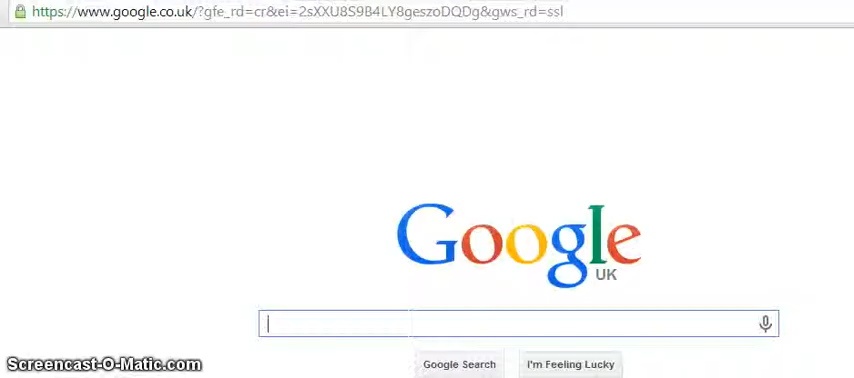 https://www.google.co.uk/?gfe_rd=cr&ei=2sXXU8S9B4LY8geszoDQDg&gws_rd=ssl
Google
UK
Google Search I'm Feeling Lucky
Screencast-O-Matic.com